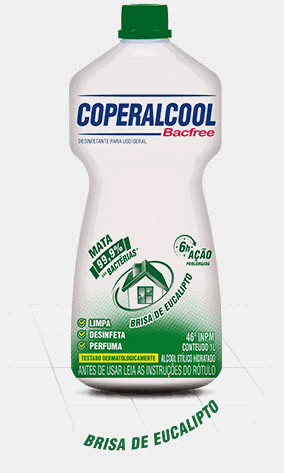 COPERALCOOL
Bacfree
DESINFETANTE PARA USO GERAL
MATA
99,9%
DAS BACTÉRIAS*
6h AÇÃO
PROLONGADA
BRISA DE EUCALIPTO
LIMPA
DESINFETA
PERFUMA
46° INPM
CONTEÚDO 1L
TESTADO DERMATOLOGICAMENTE
ÁLCOOL ETÍLICO HIDRATADO
ANTES DE USAR LEIA AS INSTRUÇÕES DO RÓTULO
BRISA DE EUCALIPTO